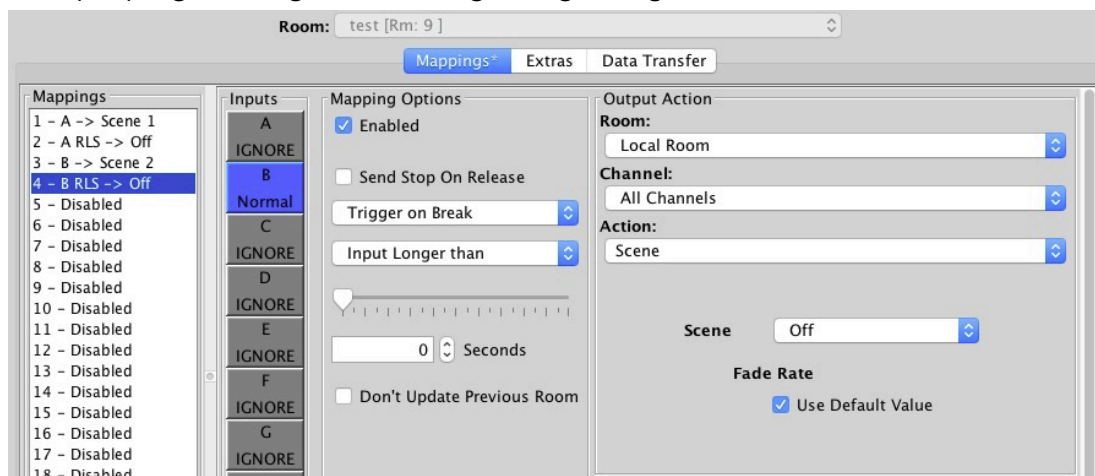 Room: test [Rm: 9 ]
Mappings* Extras Data Transfer
Mappings
1 - A -> Scene 1
2 - A RLS -> Off
3 - B -> Scene 2
4 - B RLS -> Off
5 - Disabled
6 - Disabled
7 - Disabled
8 - Disabled
9 - Disabled
10 - Disabled
11 - Disabled
12 - Disabled
13 - Disabled
14 - Disabled
15 - Disabled
16 - Disabled
17 - Disabled
18 - Disabled
Inputs
A
IGNORE
B
Normal
C
IGNORE
D
IGNORE
E
IGNORE
F
IGNORE
G
IGNORE
Mapping Options
Enabled
Send Stop On Release
Trigger on Break
Input Longer than
0 Seconds
Don't Update Previous Room
Output Action
Room:
Local Room
Channel:
All Channels
Action:
Scene
Scene Off
Fade Rate
Use Default Value